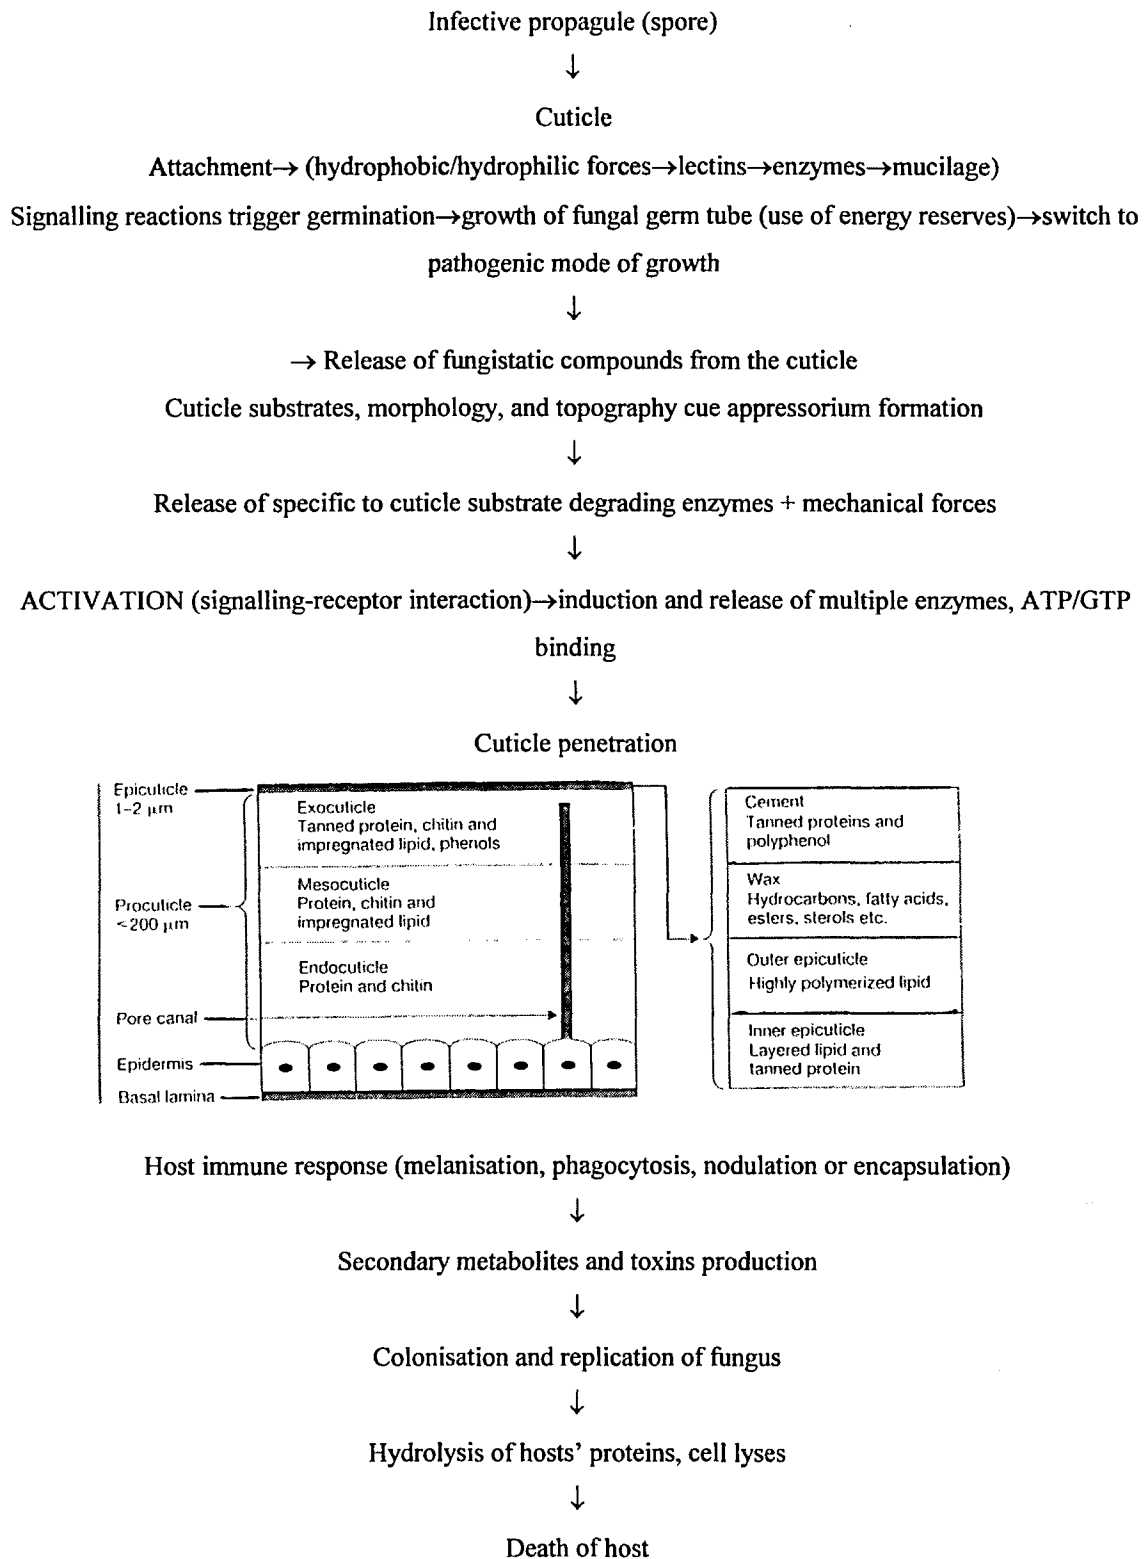 Infective propagule (spore)
↓
Cuticle
Attachment→ (hydrophobic/hydrophilic forces→lectins→enzymes→mucilage)
Signalling reactions trigger germination→growth of fungal germ tube (use of energy reserves)→switch to
pathogenic mode of growth
↓
→ Release of fungistatic compounds from the cuticle
Cuticle substrates, morphology, and topography cue appressorium formation
↓
Release of specific to cuticle substrate degrading enzymes + mechanical forces
↓
ACTIVATION (signalling-receptor interaction)→induction and release of multiple enzymes, ATP/GTP
binding
↓
Cuticle penetration
Epicuticle
1-2 µm
Procuticle
<200 µm
Pore canal
Epidermis
Basal lamina
Exocuticle
Tanned protein, chitin and
impregnated lipid, phenols
Mesocuticle
Protein, chitin and
impregnated lipid
Endocuticle
Protein and chitin
Cement
Tanned proteins and
polyphenol
Wax
Hydrocarbons, fatty acids,
esters, sterols etc.
Outer epicuticle
Highly polymerized lipid
Inner epicuticle
Layered lipid and
tanned protein
Host immune response (melanisation, phagocytosis, nodulation or encapsulation)
↓
Secondary metabolites and toxins production
↓
Colonisation and replication of fungus
↓
Hydrolysis of hosts' proteins, cell lyses
↓
Death of host